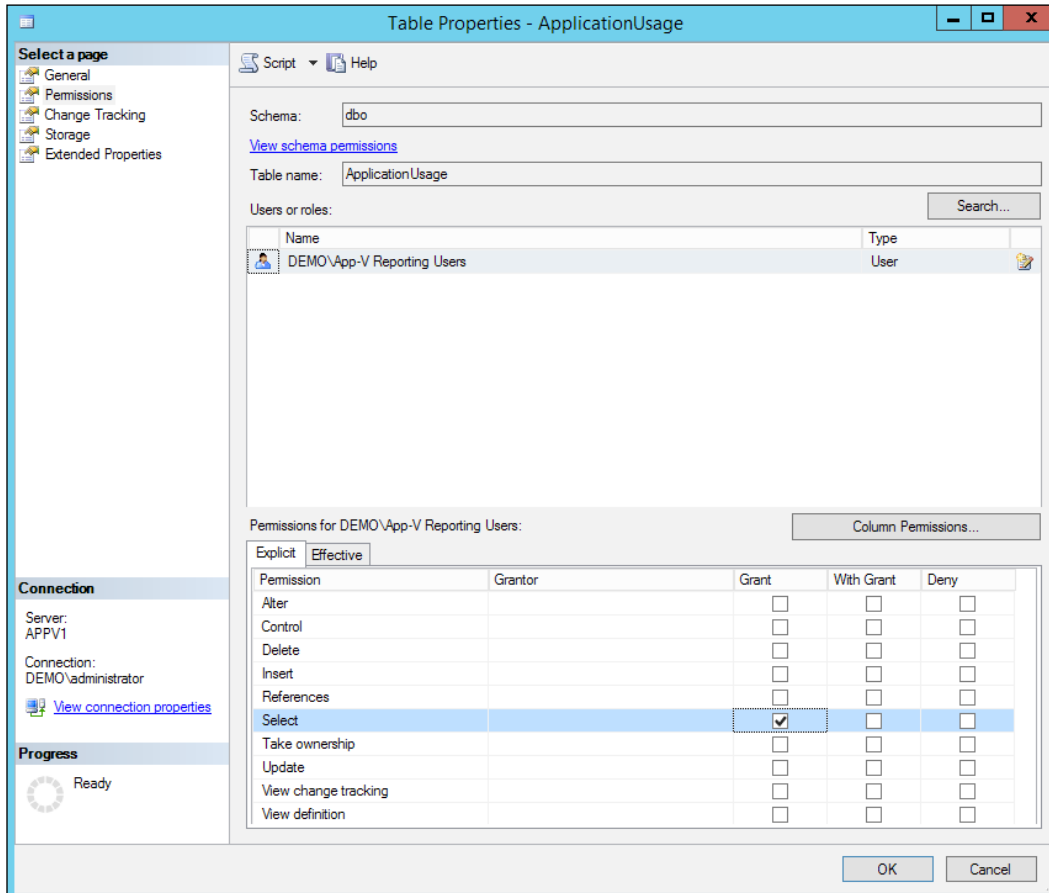 Table Properties - ApplicationUsage
x
Select a page
General
Permissions
Change Tracking
Storage
Extended Properties
Script Help
Schema: dbo
View schema permissions
Table name: ApplicationUsage
Users or roles: Search...
Name Type
DEMO\App-V Reporting Users User
Permissions for DEMO\App-V Reporting Users: Column Permissions...
Explicit Effective
Permission Grantor Grant With Grant Deny
Alter
Control
Delete
Insert
References
Select
Take ownership
Update
View change tracking
View definition
Connection
Server:
APPV1
Connection:
DEMO\administrator
View connection properties
Progress
Ready
OK Cancel